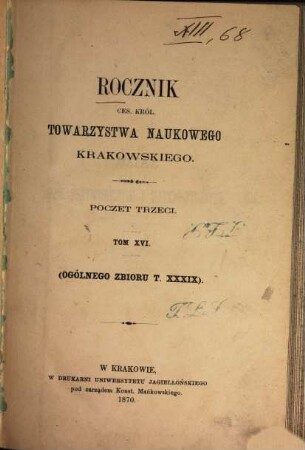 XIII, 68
ROCZNIK
CES. KRÓL.
TOWARZYSTWA NAUKOWEGO
KRAKOWSKIEGO.
POCZET TRZECI.
TOM XVI.
(OGÓLNEGO ZBIORU T. XXXIX).
W KRAKOWIE,
W DRUKARNI UNIWERSYTETU JAGIELLOŃSKIEGO
pod zarządem Konst. Mańkowskiego.
1870.